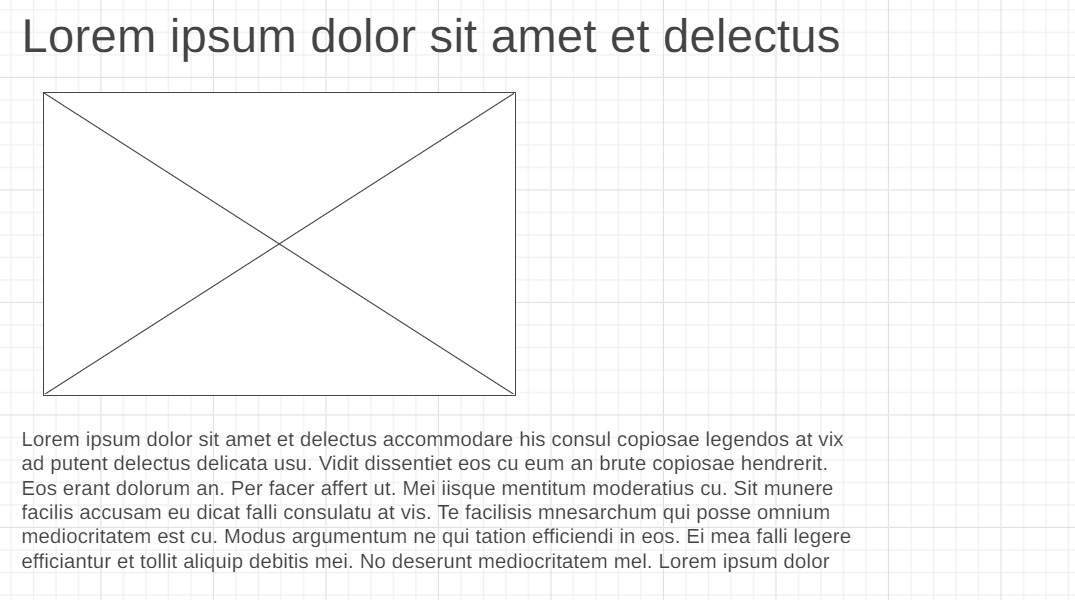 Lorem ipsum dolor sit amet et delectus
Lorem ipsum dolor sit amet et delectus accommodare his consul copiosae legendos at vix
ad putent delectus delicata usu. Vidit dissentiet eos cu eum an brute copiosae hendrerit.
Eos erant dolorum an. Per facer affert ut. Mei iisque mentitum moderatius cu. Sit munere
facilis accusam eu dicat falli consulatu at vis. Te facilisis mnesarchum qui posse omnium
mediocritatem est cu. Modus argumentum ne qui tation efficiendi in eos. Ei mea falli legere
efficiantur et tollit aliquip debitis mei. No deserunt mediocritatem mel. Lorem ipsum dolor